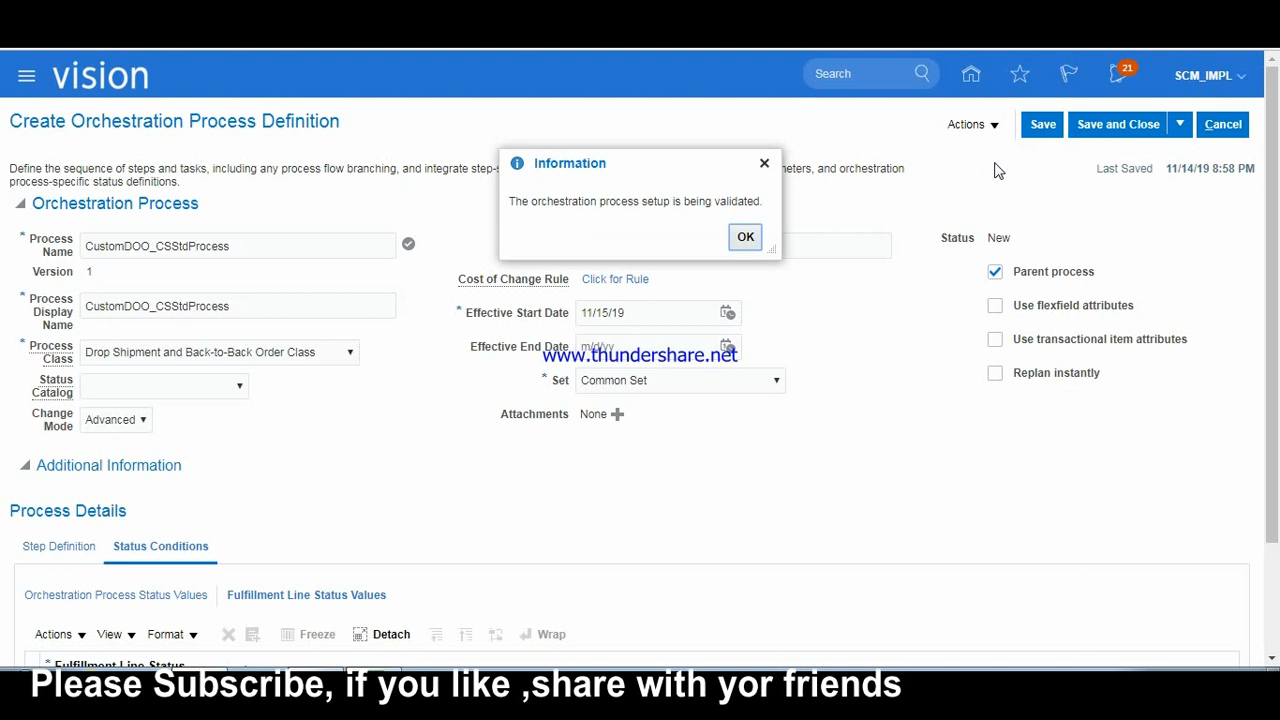 vision
Search
21
SCM_IMPL
Create Orchestration Process Definition
Actions
Save
Save and Close
Cancel
Define the sequence of steps and tasks, including any process flow branching, and integrate step-s
meters, and orchestration
process-specific status definitions.
Last Saved 11/14/19 8:58 PM
Information
The orchestration process setup is being validated.
OK
Orchestration Process
* Process Name
CustomDOO_CSStdProcess
Version 1
* Process Display Name
CustomDOO_CSStdProcess
* Process Class
Drop Shipment and Back-to-Back Order Class
Status Catalog
Change Mode
Advanced
Cost of Change Rule Click for Rule
* Effective Start Date 11/15/19
Effective End Date m/d/yy
www.thundershare.net
* Set Common Set
Attachments None
Status New
Parent process
Use flexfield attributes
Use transactional item attributes
Replan instantly
Additional Information
Process Details
Step Definition Status Conditions
Orchestration Process Status Values Fulfillment Line Status Values
Actions View Format Freeze Detach Wrap
* Fulfillment Line Status
Please Subscribe, if you like ,share with yor friends